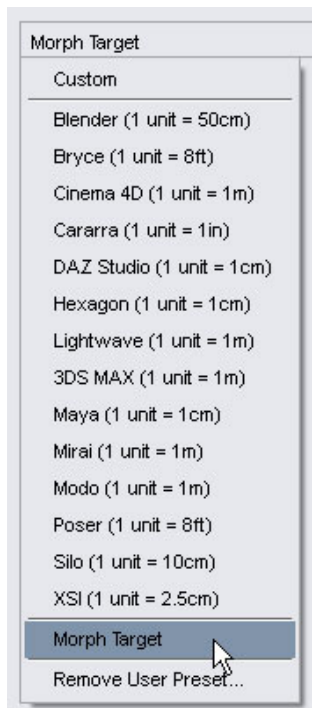 Morph Target
Custom
Blender (1 unit = 50cm)
Bryce (1 unit = 8ft)
Cinema 4D (1 unit = 1m)
Cararra (1 unit = 1in)
DAZ Studio (1 unit = 1cm)
Hexagon (1 unit = 1cm)
Lightwave (1 unit = 1m)
3DS MAX (1 unit = 1m)
Maya (1 unit = 1cm)
Mirai (1 unit = 1m)
Modo (1 unit = 1m)
Poser (1 unit = 8ft)
Silo (1 unit = 10cm)
XSI (1 unit = 2.5cm)
Morph Target
Remove User Preset...